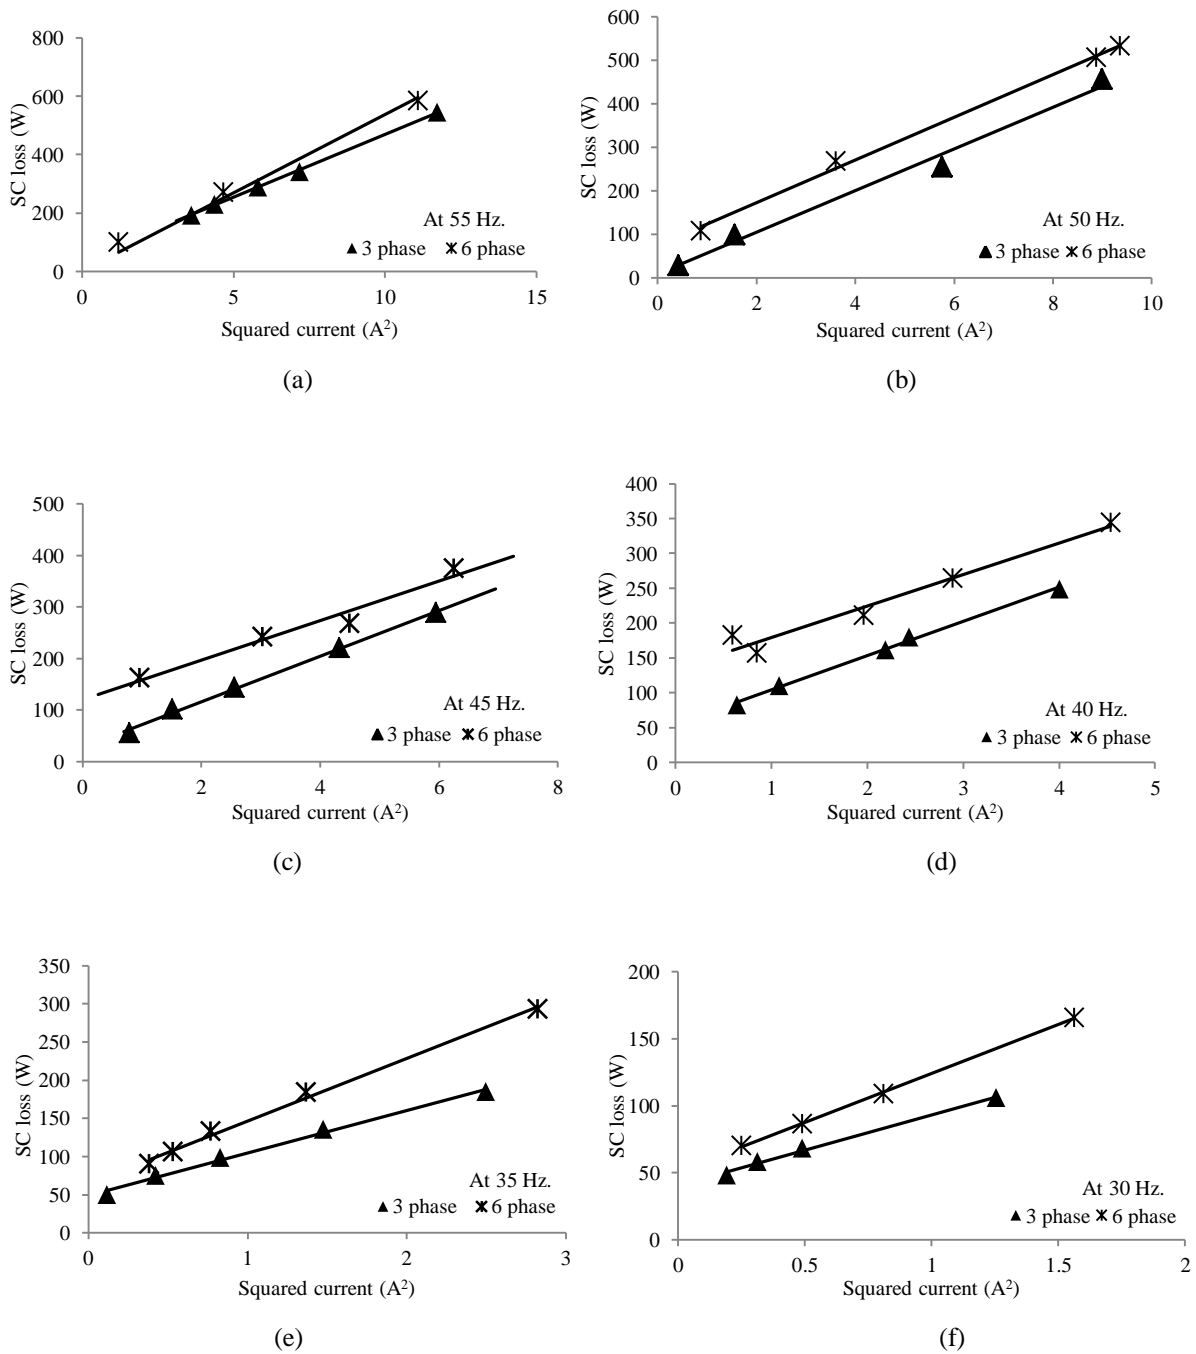 800
600
400
200
0
SC loss (W)
At 55 Hz.
3 phase 6 phase
0 5 10 15
Squared current (A²)
(a)
600
500
400
300
200
100
0
SC loss (W)
At 50 Hz.
3 phase 6 phase
0 2 4 6 8 10
Squared current (A²)
(b)
500
400
300
200
100
0
SC loss (W)
At 45 Hz.
3 phase 6 phase
0 2 4 6 8
Squared current (A²)
(c)
400
350
300
250
200
150
100
50
0
SC loss (W)
At 40 Hz.
3 phase 6 phase
0 1 2 3 4 5
Squared current (A²)
(d)
350
300
250
200
150
100
50
0
SC loss (W)
At 35 Hz.
3 phase 6 phase
0 1 2 3
Squared current (A²)
(e)
200
150
100
50
0
SC loss (W)
At 30 Hz.
3 phase 6 phase
0 0.5 1 1.5 2
Squared current (A²)
(f)